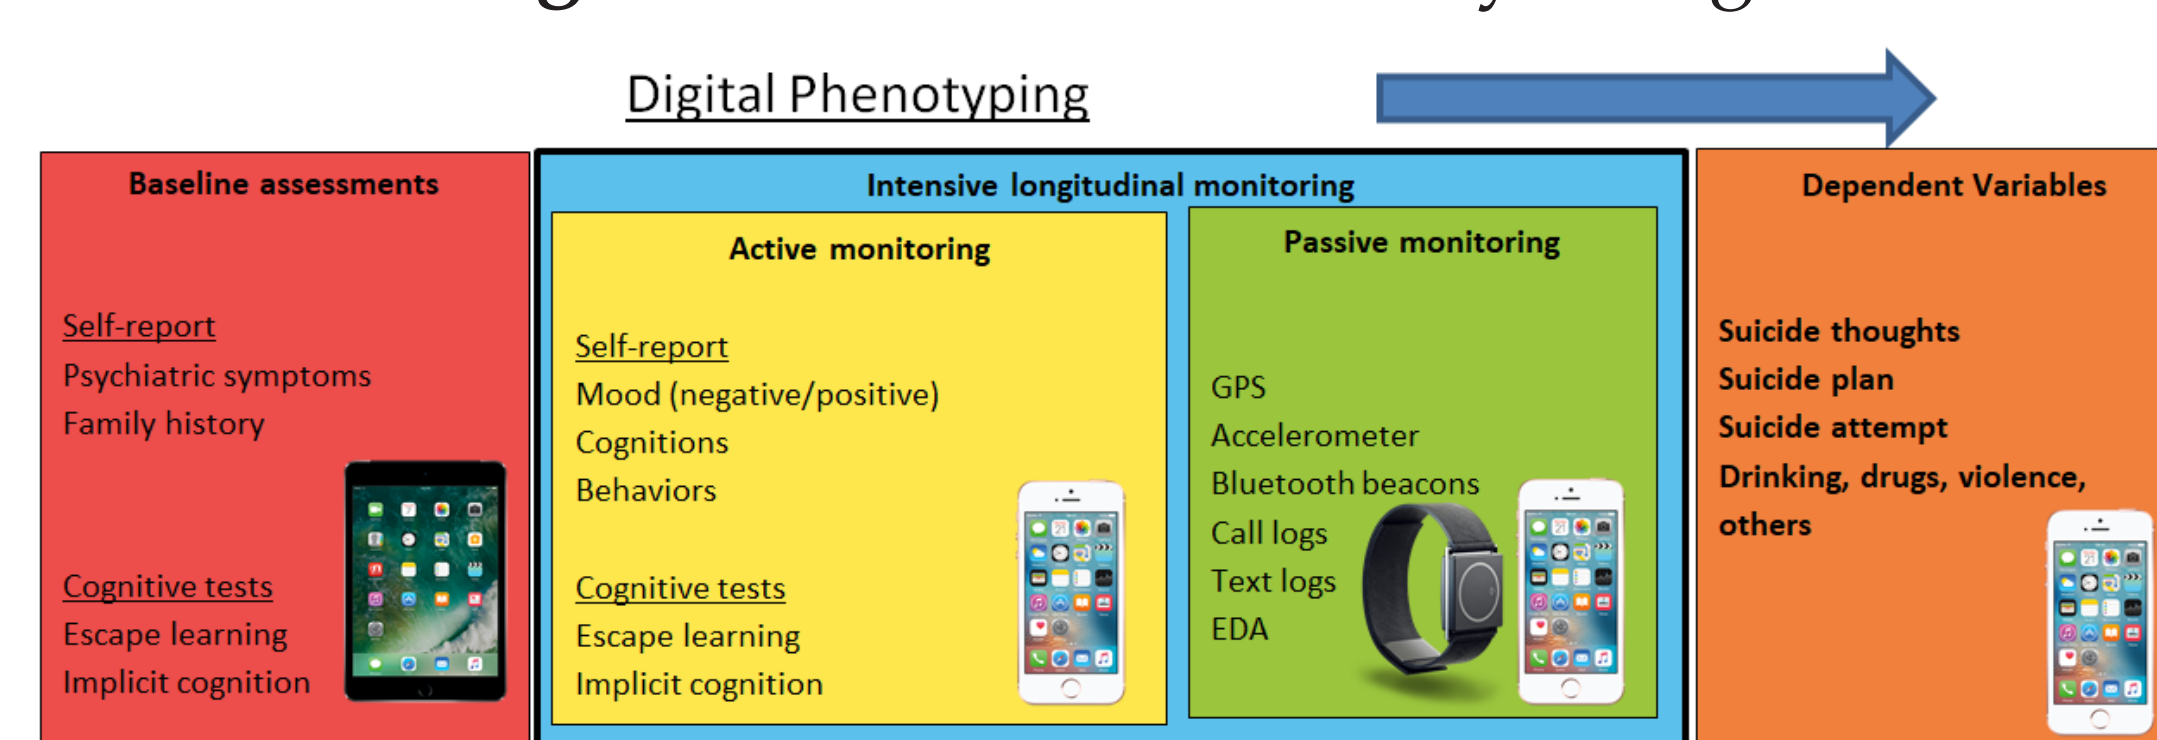 Digital Phenotyping
Baseline assessments
Self-report
Psychiatric symptoms
Family history
Cognitive tests
Escape learning
Implicit cognition
Intensive longitudinal monitoring
Active monitoring
Self-report
Mood (negative/positive)
Cognitions
Behaviors
Cognitive tests
Escape learning
Implicit cognition
Passive monitoring
GPS
Accelerometer
Bluetooth beacons
Call logs
Text logs
EDA
Dependent Variables
Suicide thoughts
Suicide plan
Suicide attempt
Drinking, drugs, violence,
others